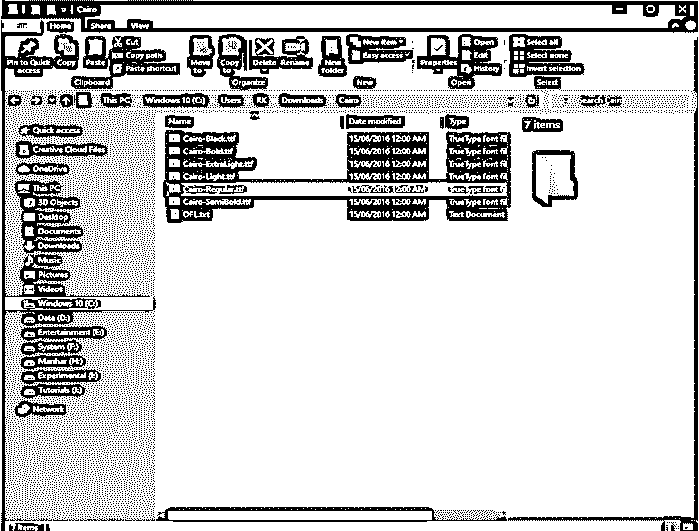 Cairo
File Home Share View
Pin to Quick access
Copy
Paste
Cut
Copy path
Paste shortcut
Clipboard
Move to
Copy to
Delete
Rename
Organize
New folder
New item
Easy access
New
Properties
Open
Edit
History
Open
Select all
Select none
Invert selection
Select
This PC Windows 10 (C:) Users RX Downloads Cairo
Search Cairo
Quick access
Creative Cloud Files
OneDrive
This PC
3D Objects
Desktop
Documents
Downloads
Music
Pictures
Videos
Windows 10 (C:)
Data (D:)
Entertainment (E:)
System (F:)
Manhar (H:)
Experimental (I:)
Tutorials (J:)
Network
Name Date modified Type
Cairo-Black.ttf 15/06/2016 12:00 AM TrueType font fil
Cairo-Bold.ttf 15/06/2016 12:00 AM TrueType font fil
Cairo-ExtraLight.ttf 15/06/2016 12:00 AM TrueType font fil
Cairo-Light.ttf 15/06/2016 12:00 AM TrueType font fil
Cairo-Regular.ttf 15/06/2016 12:00 AM TrueType font fil
Cairo-SemiBold.ttf 15/06/2016 12:00 AM TrueType font fil
OFL.txt 15/06/2016 12:00 AM Text Document
7 items
7 items